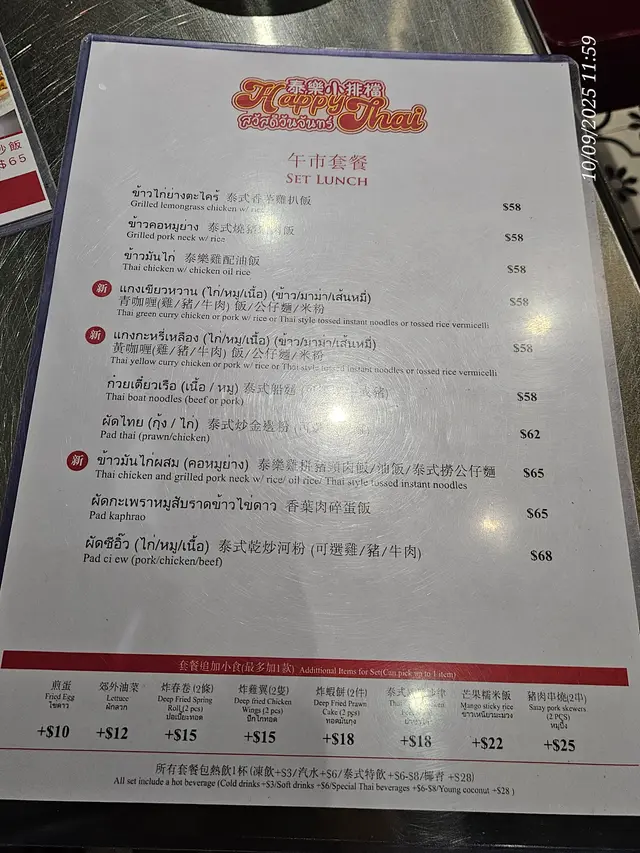 10/09/2025 11:59
沙飯
$65
泰樂小排檔
Happy Thai
สวัสดีวันจันทร์
午市套餐
SET LUNCH
ข้าวไก่ย่างตะไคร้ 泰式香茅雞扒飯
Grilled lemongrass chicken w/ rice
$58
ข้าวคอหมูยาง 泰式燒豬頸肉飯
Grilled pork neck w/ rice
$58
ข้าวมันไก่ 泰樂雞配油飯
Thai chicken w/ chicken oil rice
$58
新 แกงเขียวหวาน (ไก่/หมู/เนื้อ) (ข้าว/มาม่า/เส้นหมี่)
青咖喱(雞/豬/牛肉) 飯/公仔麵/米粉
$58
Thai green curry chicken or pork w/ rice or Thai style tossed instant noodles or tossed rice vermicelli
新 แกงกะหรี่เหลือง (ไก่/หมู/เนื้อ) (ข้าว/มาม่า/เส้นหมี่)
黃咖喱(雞/豬/牛肉) 飯/公仔麵/米粉
$58
Thai yellow curry chicken or pork w/ rice or Thai style tossed instant noodles or tossed rice vermicelli
ก๋วยเตี๋ยวเรือ (เนื้อ / หมู) 泰式船麵
Thai boat noodles (beef or pork)
$58
ผัดไทย (กุ้ง / ไก่) 泰式炒金邊粉
Pad thai (prawn/chicken)
$62
新 ข้าวมันไก่ผสม (คอหมูย่าง) 泰樂雞拼豬頸肉飯/油飯/泰式撈公仔麵
Thai chicken and grilled pork neck w/ rice/ oil rice/ Thai style tossed instant noodles
$65
ผัดกะเพราหมูสับราดข้าวไข่ดาว 香葉肉碎蛋飯
Pad kaphrao
$65
ผัดซีอิ๊ว (ไก่/หมู/เนื้อ) 泰式乾炒河粉 (可選雞/豬/牛肉)
Pad ci ew (pork/chicken/beef)
$68
套餐追加小食(最多加1款) Additional Items for Set(Can pick up to 1 item)
煎蛋
Fried Egg
ไข่ดาว
+$10
郊外油菜
Lettuce
ผักลวก
+$12
炸春卷 (2條)
Deep Fried Spring
Roll(2 pcs)
ปอเปี๊ยะทอด
+$15
炸雞翼(2隻)
Deep fried Chicken
Wings (2 pcs)
ปีกไกทอด
+$15
炸蝦餅 (2件)
Deep Fried Prawn
Cake (2 pcs)
ทอดมันกุ้ง
+$18
泰式
沙律
+$18
芒果糯米飯
Mango sticky rice
ข้าวเหนียวมะม่วง
+$22
豬肉串燒(2串)
Satay pork skewers
(2 PCS)
หมูปิ้ง
+$25
所有套餐包熱飲1杯 (凍飲+$3/汽水+$6/泰式特飲+$6-$8/椰青 +$28)
All set include a hot beverage (Cold drinks +$3/Soft drinks +$6/Special Thai beverages +$6-$8/Young coconut +$28 )